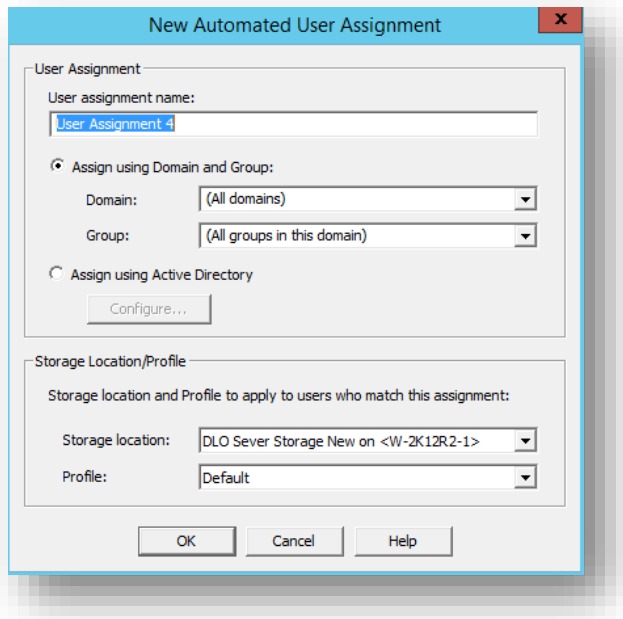 New Automated User Assignment
x
User Assignment
User assignment name:
User Assignment 4
Assign using Domain and Group:
Domain: (All domains)
Group: (All groups in this domain)
Assign using Active Directory
Configure...
Storage Location/Profile
Storage location and Profile to apply to users who match this assignment:
Storage location: DLO Sever Storage New on <W-2K12R2-1>
Profile: Default
OK Cancel Help